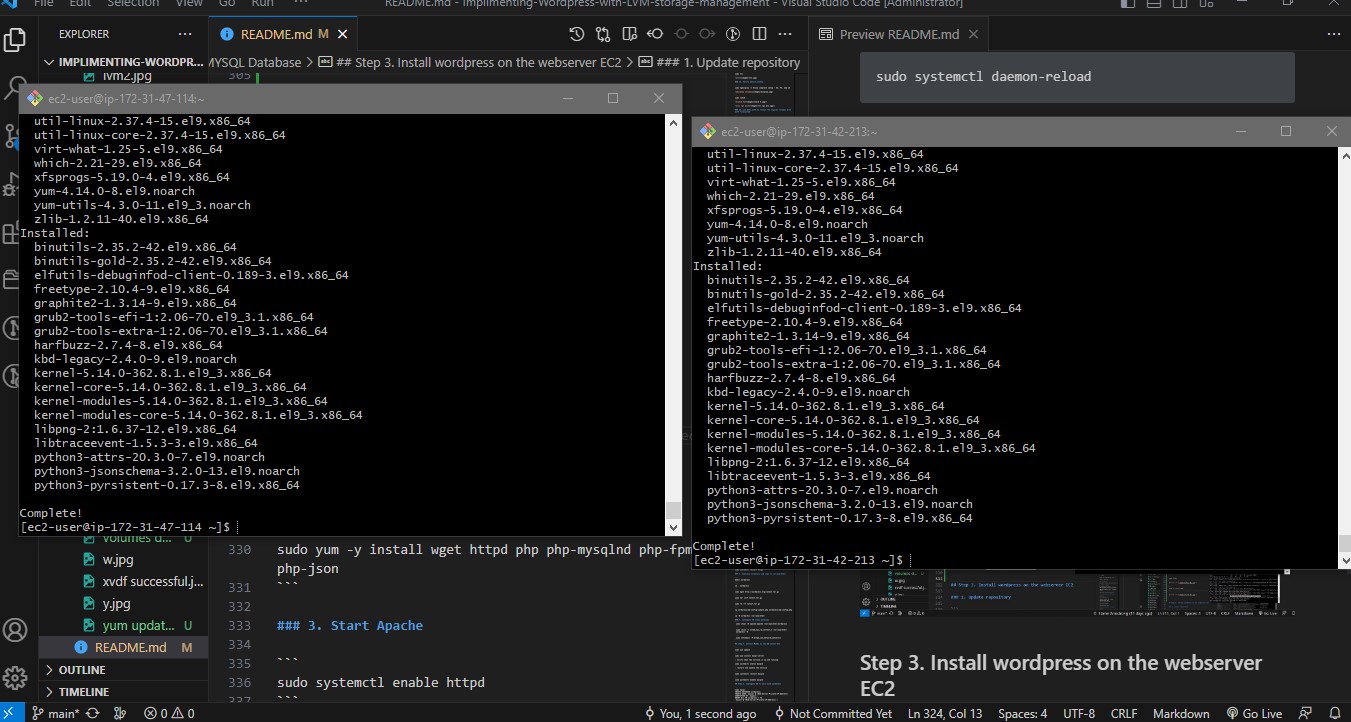 File Edit Selection View Go Run ···
README.md - Implimenting-Wordpress-with-LVM-storage-management - Visual Studio Code [Administrator]
EXPLORER
README.md M
Preview README.md
IMPLIMENTING-WORDPR...
MYSQL Database > ## Step 3. Install wordpress on the webserver EC2 > ### 1. Update repository
lvm2.jpg
305
sudo systemctl daemon-reload
ec2-user@ip-172-31-47-114:~
util-linux-2.37.4-15.el9.x86_64
util-linux-core-2.37.4-15.el9.x86_64
virt-what-1.25-5.el9.x86_64
which-2.21-29.el9.x86_64
xfsprogs-5.19.0-4.el9.x86_64
yum-4.14.0-8.el9.noarch
yum-utils-4.3.0-11.el9_3.noarch
zlib-1.2.11-40.el9.x86_64
Installed:
binutils-2.35.2-42.el9.x86_64
binutils-gold-2.35.2-42.el9.x86_64
elfutils-debuginfod-client-0.189-3.el9.x86_64
freetype-2.10.4-9.el9.x86_64
graphite2-1.3.14-9.el9.x86_64
grub2-tools-efi-1:2.06-70.el9_3.1.x86_64
grub2-tools-extra-1:2.06-70.el9_3.1.x86_64
harfbuzz-2.7.4-8.el9.x86_64
kbd-legacy-2.4.0-9.el9.noarch
kernel-5.14.0-362.8.1.el9_3.x86_64
kernel-core-5.14.0-362.8.1.el9_3.x86_64
kernel-modules-5.14.0-362.8.1.el9_3.x86_64
kernel-modules-core-5.14.0-362.8.1.el9_3.x86_64
libpng-2:1.6.37-12.el9.x86_64
libtraceevent-1.5.3-3.el9.x86_64
python3-attrs-20.3.0-7.el9.noarch
python3-jsonschema-3.2.0-13.el9.noarch
python3-pyrsistent-0.17.3-8.el9.x86_64
Complete!
[ec2-user@ip-172-31-47-114 ~]$
ec2-user@ip-172-31-42-213:~
util-linux-2.37.4-15.el9.x86_64
util-linux-core-2.37.4-15.el9.x86_64
virt-what-1.25-5.el9.x86_64
which-2.21-29.el9.x86_64
xfsprogs-5.19.0-4.el9.x86_64
yum-4.14.0-8.el9.noarch
yum-utils-4.3.0-11.el9_3.noarch
zlib-1.2.11-40.el9.x86_64
Installed:
binutils-2.35.2-42.el9.x86_64
binutils-gold-2.35.2-42.el9.x86_64
elfutils-debuginfod-client-0.189-3.el9.x86_64
freetype-2.10.4-9.el9.x86_64
graphite2-1.3.14-9.el9.x86_64
grub2-tools-efi-1:2.06-70.el9_3.1.x86_64
grub2-tools-extra-1:2.06-70.el9_3.1.x86_64
harfbuzz-2.7.4-8.el9.x86_64
kbd-legacy-2.4.0-9.el9.noarch
kernel-5.14.0-362.8.1.el9_3.x86_64
kernel-core-5.14.0-362.8.1.el9_3.x86_64
kernel-modules-5.14.0-362.8.1.el9_3.x86_64
kernel-modules-core-5.14.0-362.8.1.el9_3.x86_64
libpng-2:1.6.37-12.el9.x86_64
libtraceevent-1.5.3-3.el9.x86_64
python3-attrs-20.3.0-7.el9.noarch
python3-jsonschema-3.2.0-13.el9.noarch
python3-pyrsistent-0.17.3-8.el9.x86_64
Complete!
[ec2-user@ip-172-31-42-213 ~]$
volumes d... U
w.jpg
xvdf successful.j...
y.jpg
yum updat... U
README.md M
OUTLINE
TIMELINE
330 sudo yum -y install wget httpd php php-mysqlnd php-fpm
php-json
331 ```
332
333 ### 3. Start Apache
334
335 ```
336 sudo systemctl enable httpd
337 ```
## Step 3. Install wordpress on the webserver EC2
### 1. Update repository
Step 3. Install wordpress on the webserver
EC2
main* 0 0 You, 1 second ago Not Committed Yet Ln 324, Col 13 Spaces: 4 UTF-8 CRLF Markdown Go Live